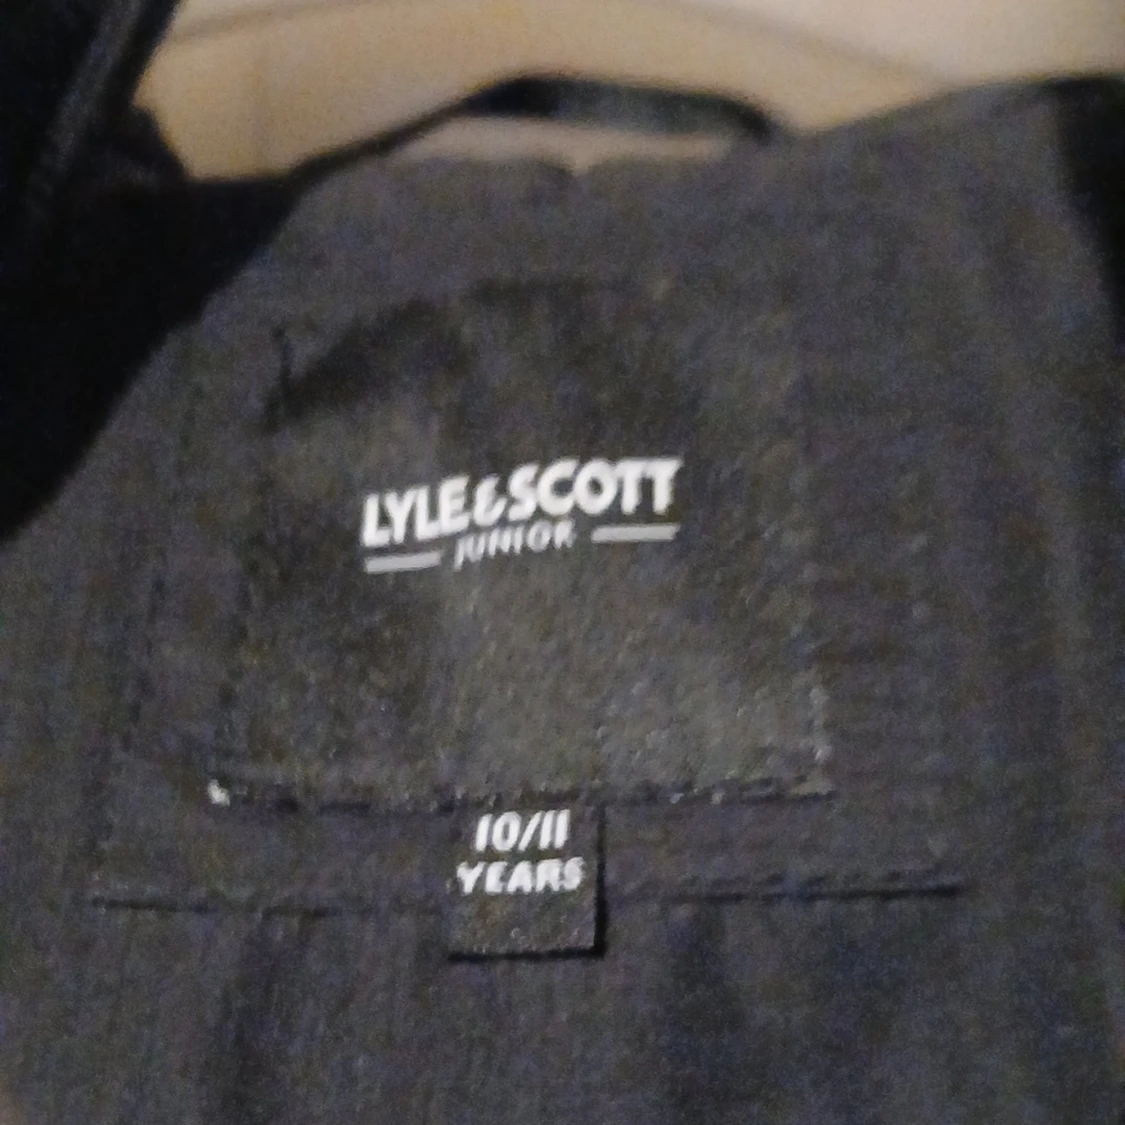 LYLE & SCOTT
JUNIOR
10/11
YEARS